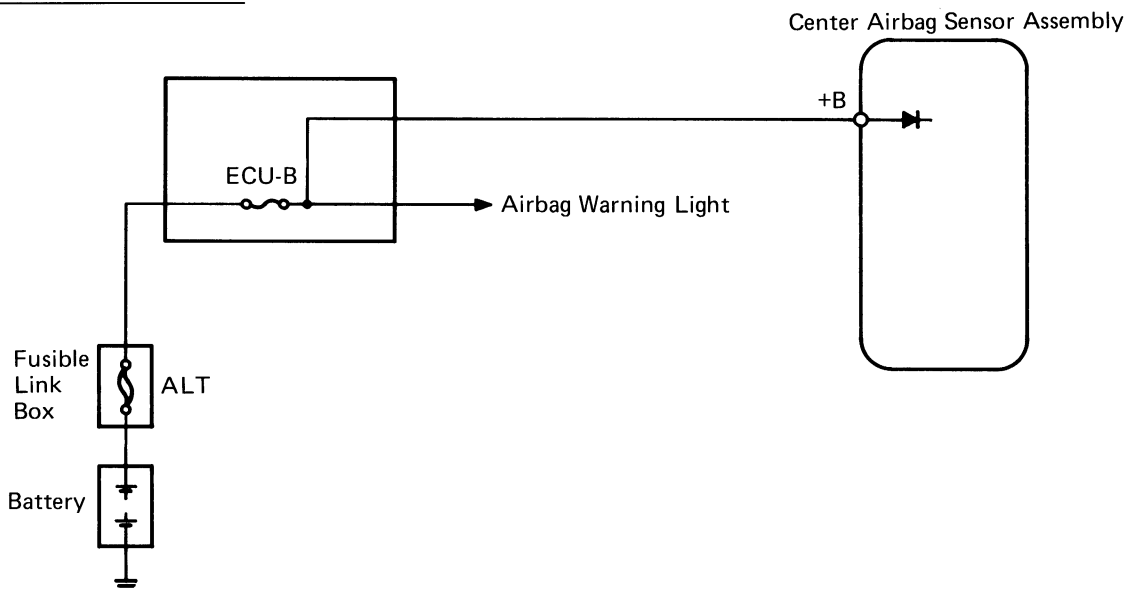 Center Airbag Sensor Assembly
+B
ECU-B
Airbag Warning Light
Fusible
Link
Box
ALT
Battery